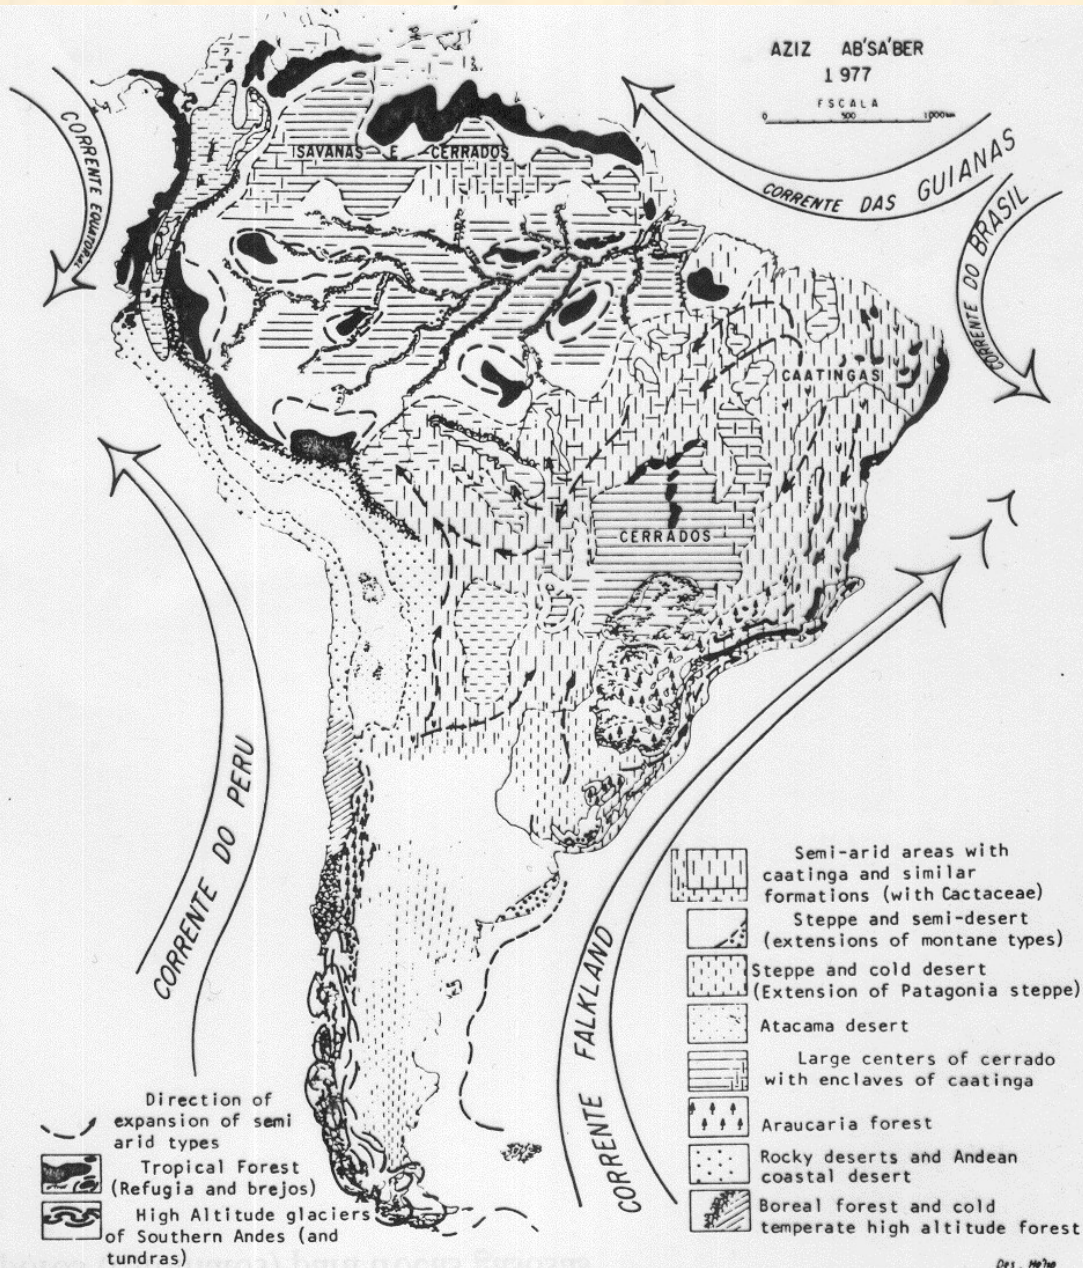 AZIZ AB'SA'BER
1977
ESCALA
0 500 1000km
CORRENTE EQUATORIAL
CORRENTE DAS GUIANAS
CORRENTE DO BRASIL
SAVANAS E CERRADOS
CAATINGAS
CERRADOS
CORRENTE DO PERU
CORRENTE FALKLAND
Semi-arid areas with
caatinga and similar
formations (with Cactaceae)
Steppe and semi-desert
(extensions of montane types)
Steppe and cold desert
(Extension of Patagonia steppe)
Atacama desert
Large centers of cerrado
with enclaves of caatinga
Araucaria forest
Rocky deserts and Andean
coastal desert
Boreal forest and cold
temperate high altitude forest
Direction of
expansion of semi
arid types
Tropical Forest
(Refugia and brejos)
High Altitude glaciers
of Southern Andes (and
tundras)
Des.